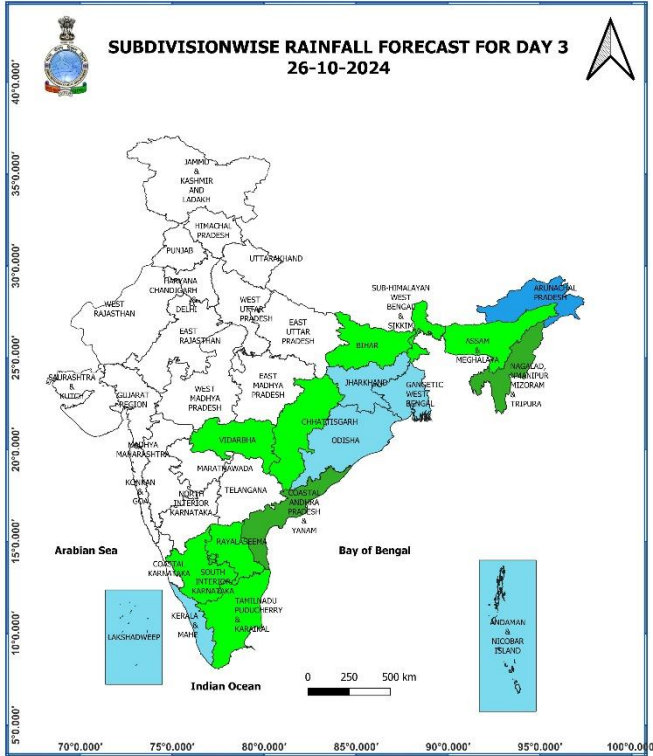 SUBDIVISIONWISE RAINFALL FORECAST FOR DAY 3
26-10-2024
40°0.000'
35°0.000'
30°0.000'
25°0.000'
20°0.000'
15°0.000'
10°0.000'
5°0.000'
JAMMU
&
KASHMIR
AND
LADAKH
HIMACHAL
PRADESH
PUNJAB
UTTARAKHAND
HARYANA
CHANDIGARH
&
DELHI
WEST
RAJASTHAN
WEST
UTTAR
PRADESH
EAST
RAJASTHAN
EAST
UTTAR
PRADESH
SUB-HIMALAYAN
WEST
BENGAL
&
SIKKIM
ARUNACHAL
PRADESH
BIHAR
ASSAM
&
MEGHALAYA
NAGALAD,
MANIPUR
MIZORAM
&
TRIPURA
SAURASHTRA
&
KUTCH
GUJARAT
REGION
WEST
MADHYA
PRADESH
EAST
MADHYA
PRADESH
JHARKHAND
GANGETIC
WEST
BENGAL
CHHATTISGARH
ODISHA
VIDARBHA
MADHYA
MAHARASHTRA
MARATHAWADA
KONKAN
&
GOA
NORTH
INTERIOR
KARNATAKA
TELANGANA
COASTAL
ANDHRA
PRADESH
&
YANAM
RAYALASEEMA
Arabian Sea
Bay of Bengal
COASTAL
KARNATAKA
SOUTH
INTERIOR
KARNATAKA
TAMILNADU
PUDUCHERRY
&
KARAIKAL
KERALA
&
MAHE
LAKSHADWEEP
ANDAMAN
&
NICOBAR
ISLAND
Indian Ocean
0 250 500 km
70°0.000' 75°0.000' 80°0.000' 85°0.000' 90°0.000' 95°0.000' 100°0.000'